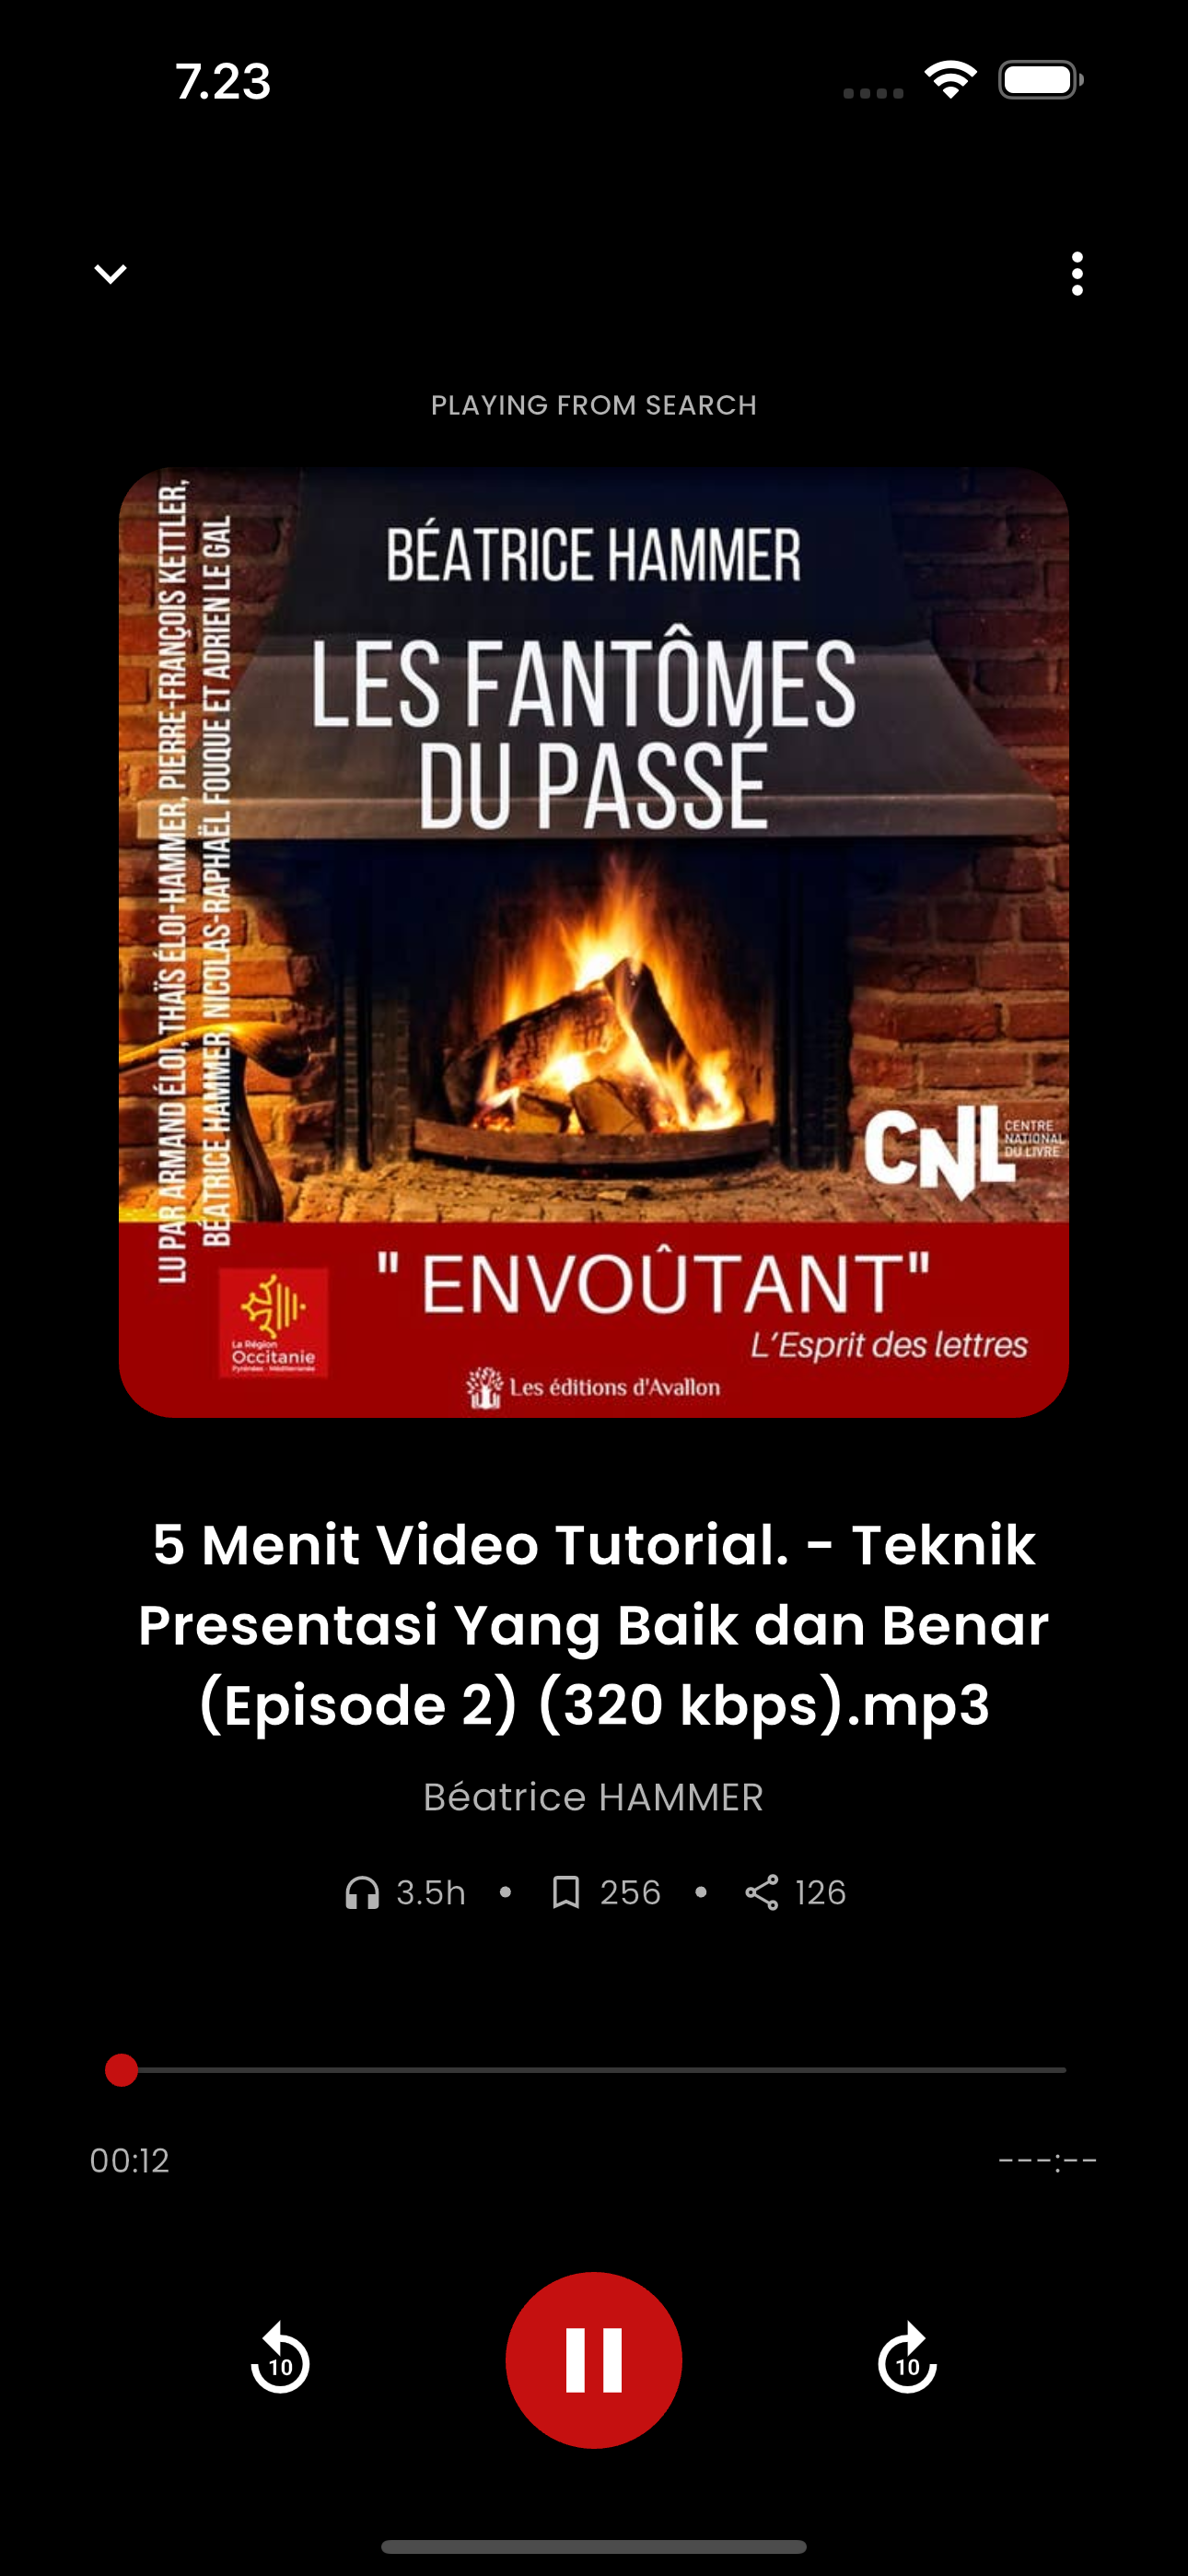 7.23
PLAYING FROM SEARCH
LU PAR ARMAND ÉLOI, THAÏS ÉLOI-HAMMER, PIERRE-FRANÇOIS KETTLER,
BÉATRICE HAMMER, NICOLAS-RAPHAËL FOUQUE ET ADRIEN LE GAL
BÉATRICE HAMMER
LES FANTÔMES
DU PASSÉ
CNL
CENTRE
NATIONAL
DU LIVRE
" ENVOÛTANT"
L'Esprit des lettres
La Région
Occitanie
Pyrénées - Méditerranée
Les éditions d'Avallon
5 Menit Video Tutorial. - Teknik
Presentasi Yang Baik dan Benar
(Episode 2) (320 kbps).mp3
Béatrice HAMMER
3.5h • 256 • 126
00:12
---:--
10
10